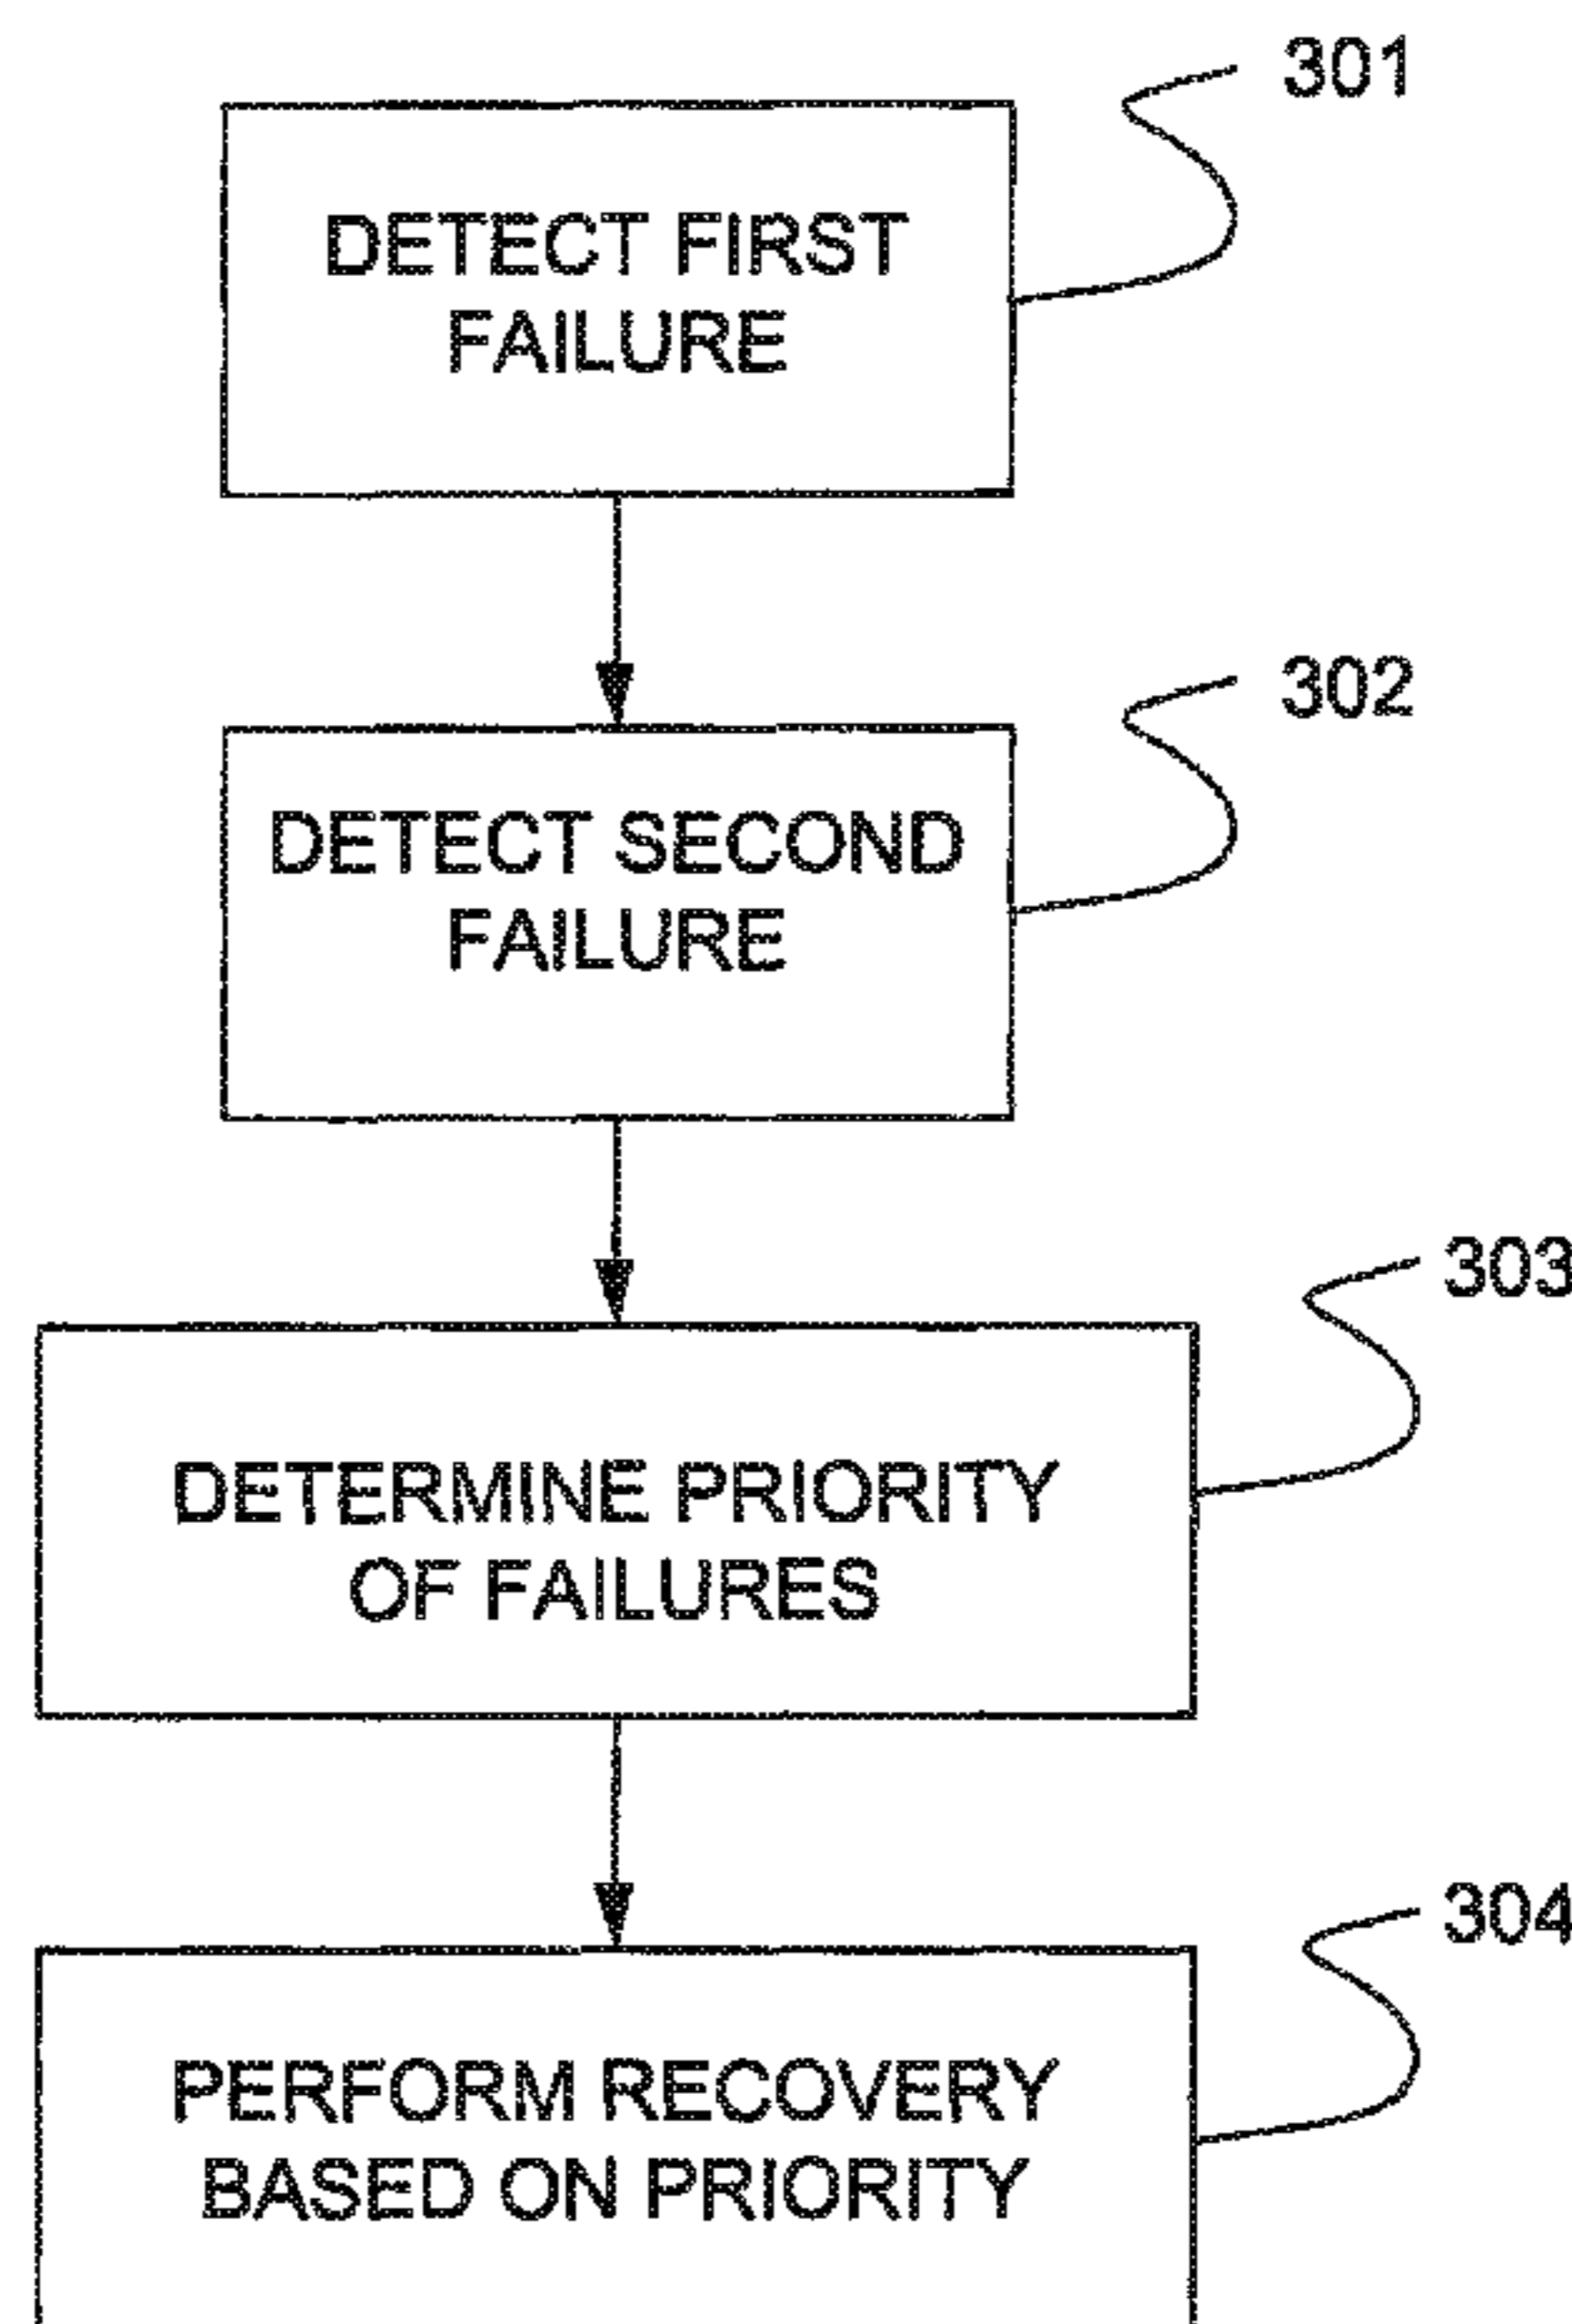 301
DETECT FIRST
FAILURE
302
DETECT SECOND
FAILURE
303
DETERMINE PRIORITY
OF FAILURES
304
PERFORM RECOVERY
BASED ON PRIORITY